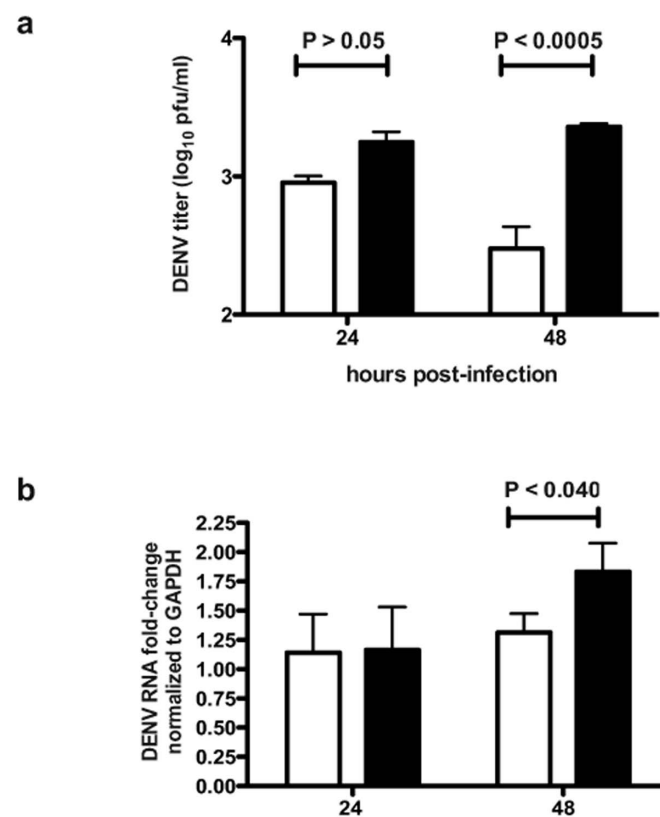 a
P > 0.05
P < 0.0005
4
3
2
DENV titer (log10 pfu/ml)
24
48
hours post-infection
b
P < 0.040
2.25
2.00
1.75
1.50
1.25
1.00
0.75
0.50
0.25
0.00
DENV RNA fold-change
normalized to GAPDH
24
48